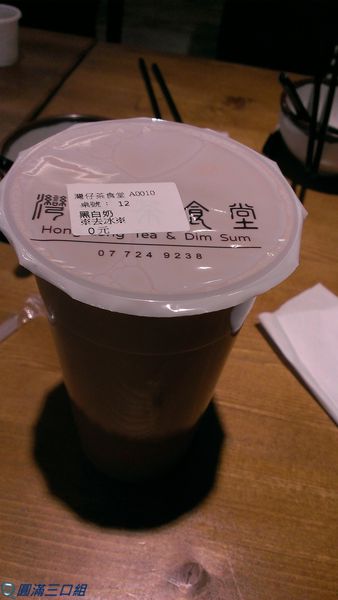 灣仔茶食堂 A0010
桌號： 12
黑白奶
※去冰※
0元
灣 食堂
Hong ng Tea & Dim Sum
07 724 9238
圓滿三口組